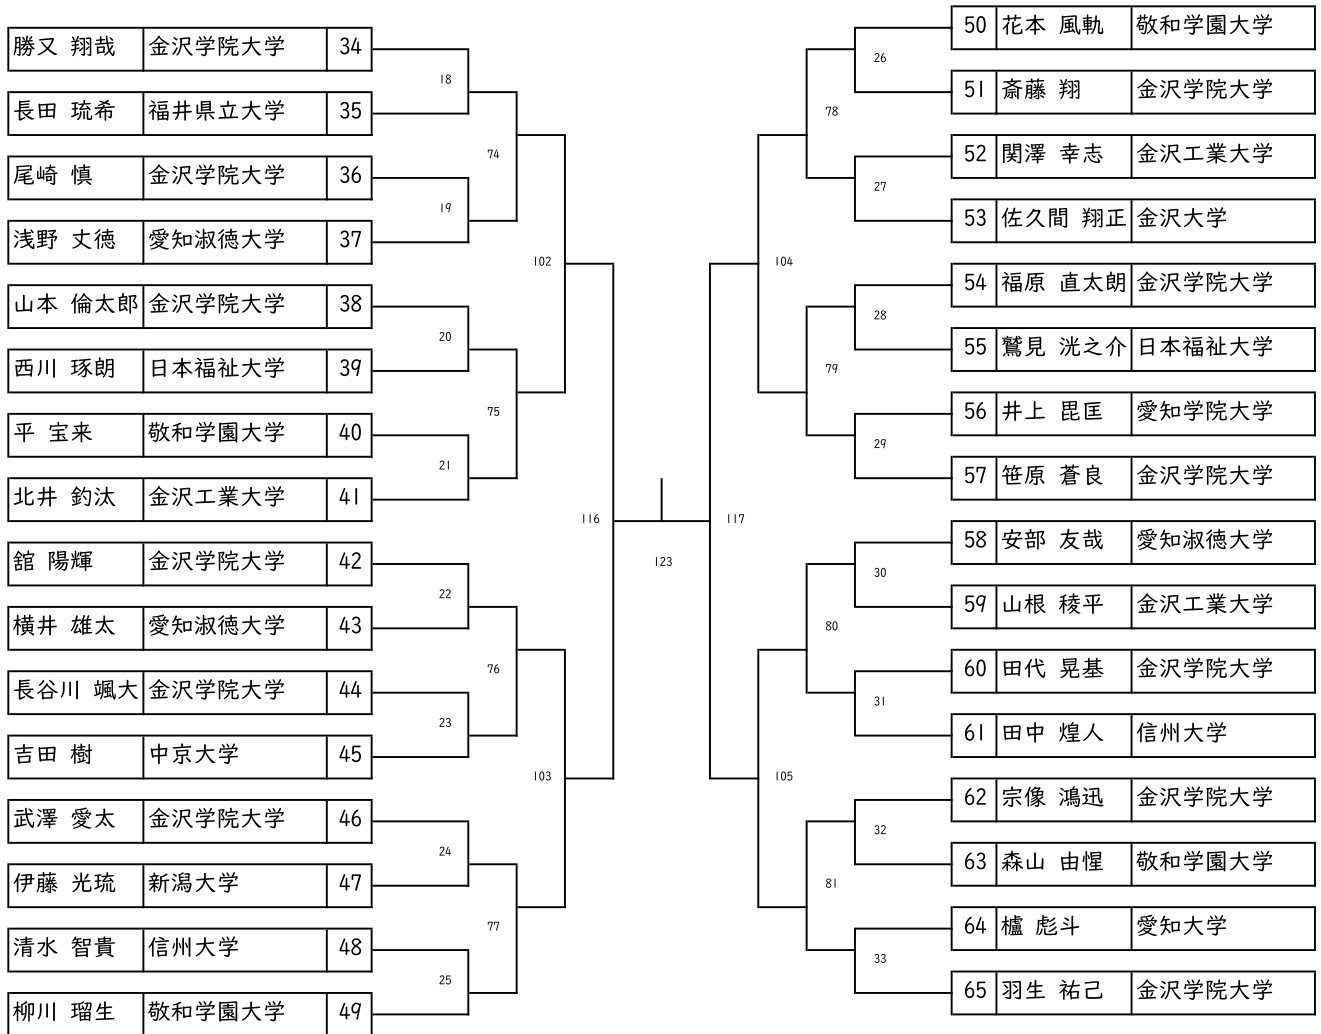 勝又 翔哉 金沢学院大学 34
長田 琉希 福井県立大学 35
尾崎 慎 金沢学院大学 36
浅野 丈徳 愛知淑徳大学 37
山本 倫太郎 金沢学院大学 38
西川 琢朗 日本福祉大学 39
平 宝来 敬和学園大学 40
北井 釣汰 金沢工業大学 41
舘 陽輝 金沢学院大学 42
横井 雄太 愛知淑徳大学 43
長谷川 颯大 金沢学院大学 44
吉田 樹 中京大学 45
武澤 愛太 金沢学院大学 46
伊藤 光琉 新潟大学 47
清水 智貴 信州大学 48
柳川 瑠生 敬和学園大学 49
18
19
20
21
22
23
24
25
74
75
76
77
102
103
116
123
117
104
105
78
79
80
81
26
27
28
29
30
31
32
33
50 花本 風軌 敬和学園大学
51 斎藤 翔 金沢学院大学
52 関澤 幸志 金沢工業大学
53 佐久間 翔正 金沢大学
54 福原 直太朗 金沢学院大学
55 鷲見 洸之介 日本福祉大学
56 井上 毘匡 愛知学院大学
57 笹原 蒼良 金沢学院大学
58 安部 友哉 愛知淑徳大学
59 山根 稜平 金沢工業大学
60 田代 晃基 金沢学院大学
61 田中 煌人 信州大学
62 宗像 鴻迅 金沢学院大学
63 森山 由惺 敬和学園大学
64 櫨 彪斗 愛知大学
65 羽生 祐己 金沢学院大学